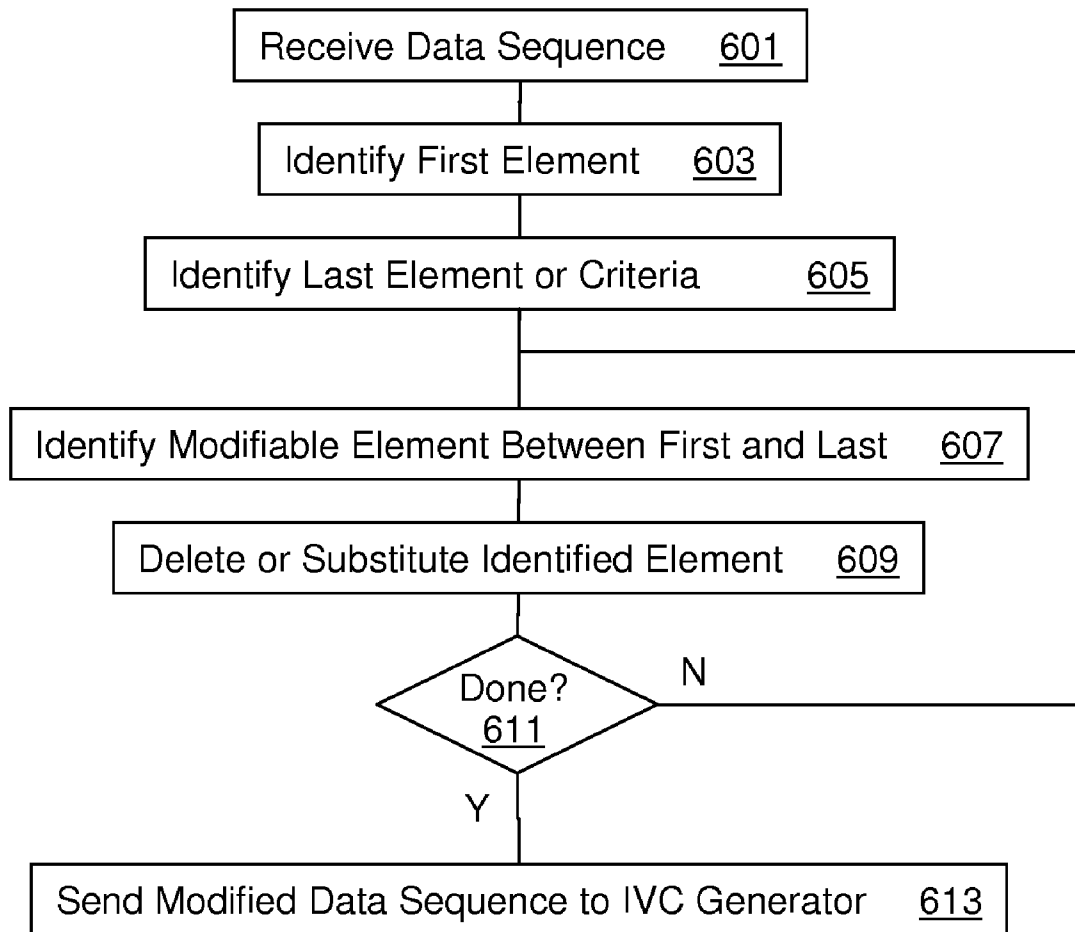 Receive Data Sequence 601
Identify First Element 603
Identify Last Element or Criteria 605
Identify Modifiable Element Between First and Last 607
Delete or Substitute Identified Element 609
Done?
611
N
Y
Send Modified Data Sequence to IVC Generator 613